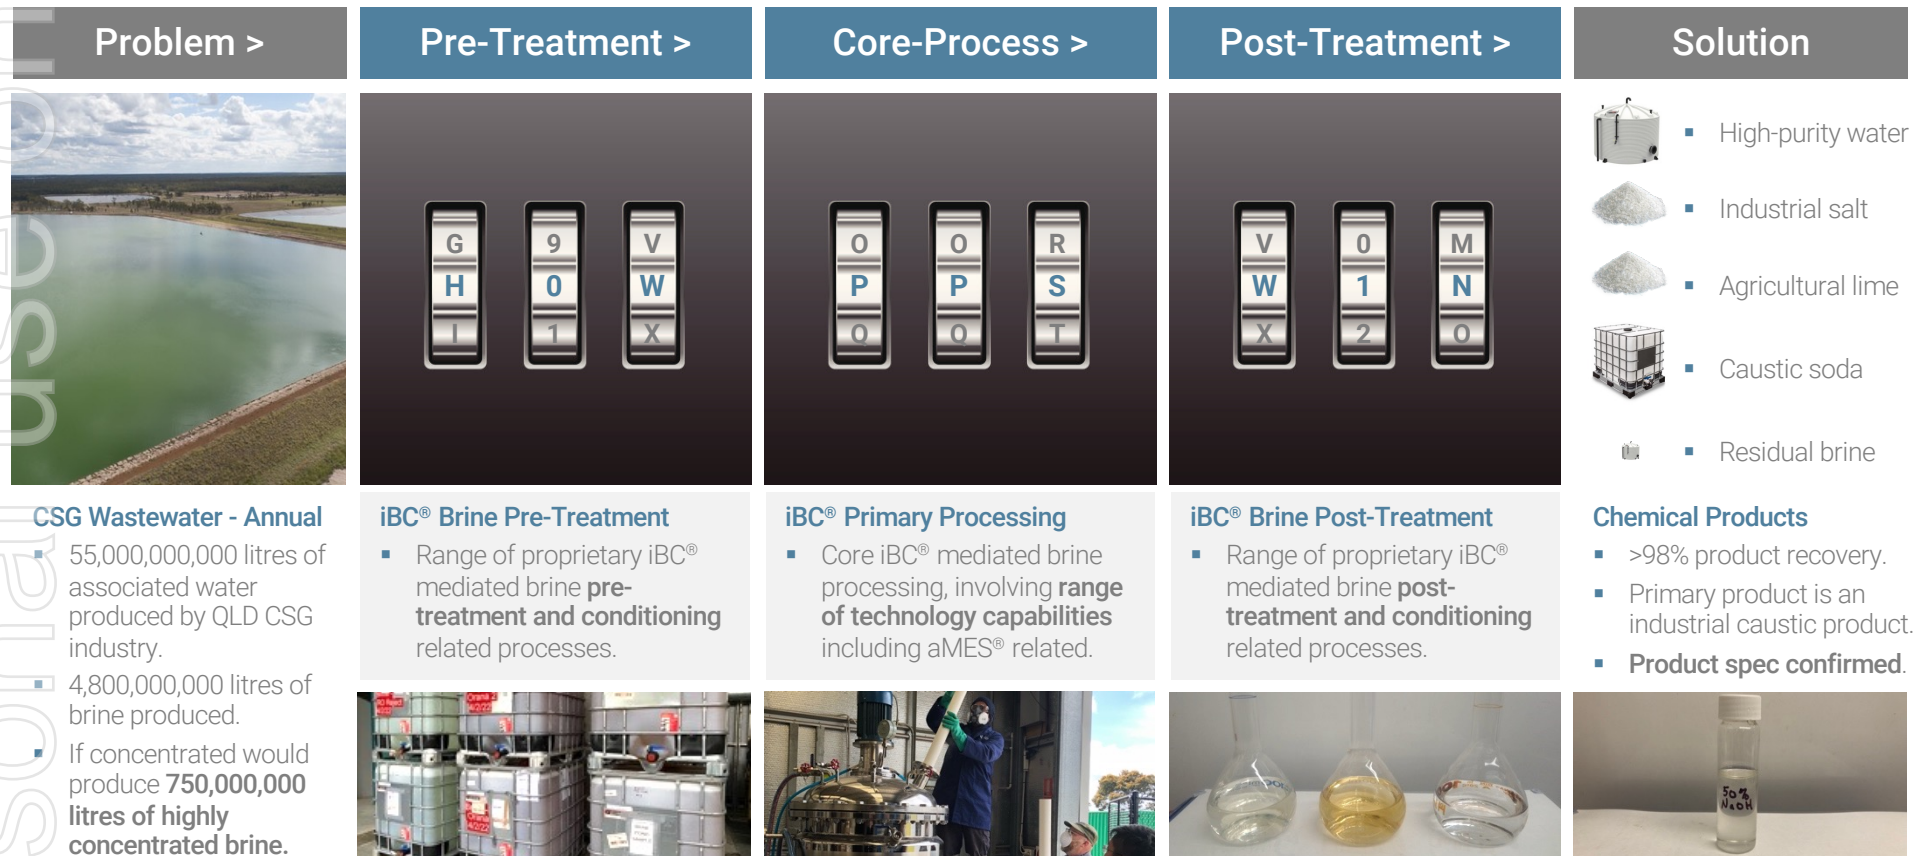 Problem >
Pre-Treatment >
Core-Process >
Post-Treatment >
Solution
G 9 V
H 0 W
I 1 X
O O R
P P S
Q Q T
V 0 M
W 1 N
X 2 O
▪ High-purity water
▪ Industrial salt
▪ Agricultural lime
▪ Caustic soda
▪ Residual brine
CSG Wastewater - Annual
▪ 55,000,000,000 litres of
associated water
produced by QLD CSG
industry.
▪ 4,800,000,000 litres of
brine produced.
▪ If concentrated would
produce 750,000,000
litres of highly
concentrated brine.
iBC® Brine Pre-Treatment
▪ Range of proprietary iBC®
mediated brine pre-
treatment and conditioning
related processes.
iBC® Primary Processing
▪ Core iBC® mediated brine
processing, involving range
of technology capabilities
including aMES® related.
iBC® Brine Post-Treatment
▪ Range of proprietary iBC®
mediated brine post-
treatment and conditioning
related processes.
Chemical Products
▪ >98% product recovery.
▪ Primary product is an
industrial caustic product.
▪ Product spec confirmed.
50%
NaOH
sonal use on